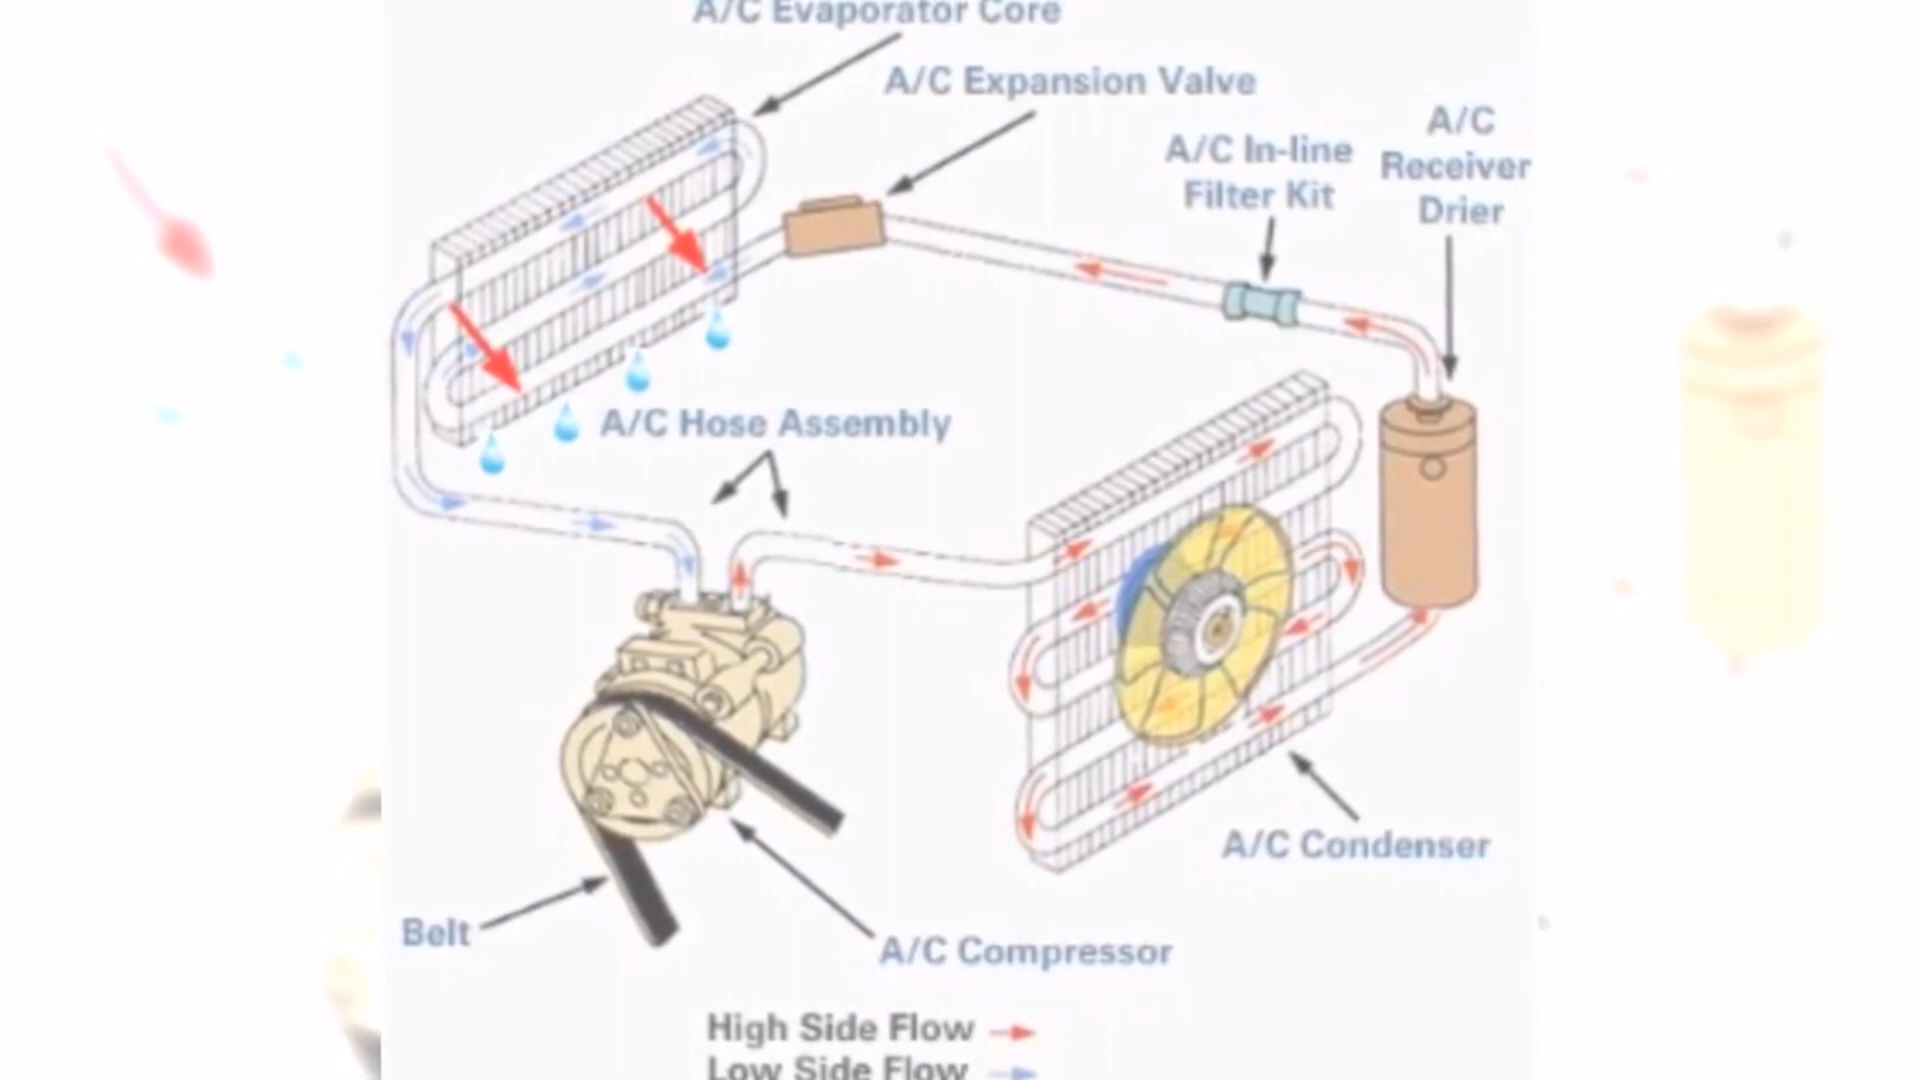 A/C Evaporator Core
A/C Expansion Valve
A/C In-line
Filter Kit
A/C
Receiver
Drier
A/C Hose Assembly
A/C Condenser
Belt
A/C Compressor
High Side Flow
Low Side Flow